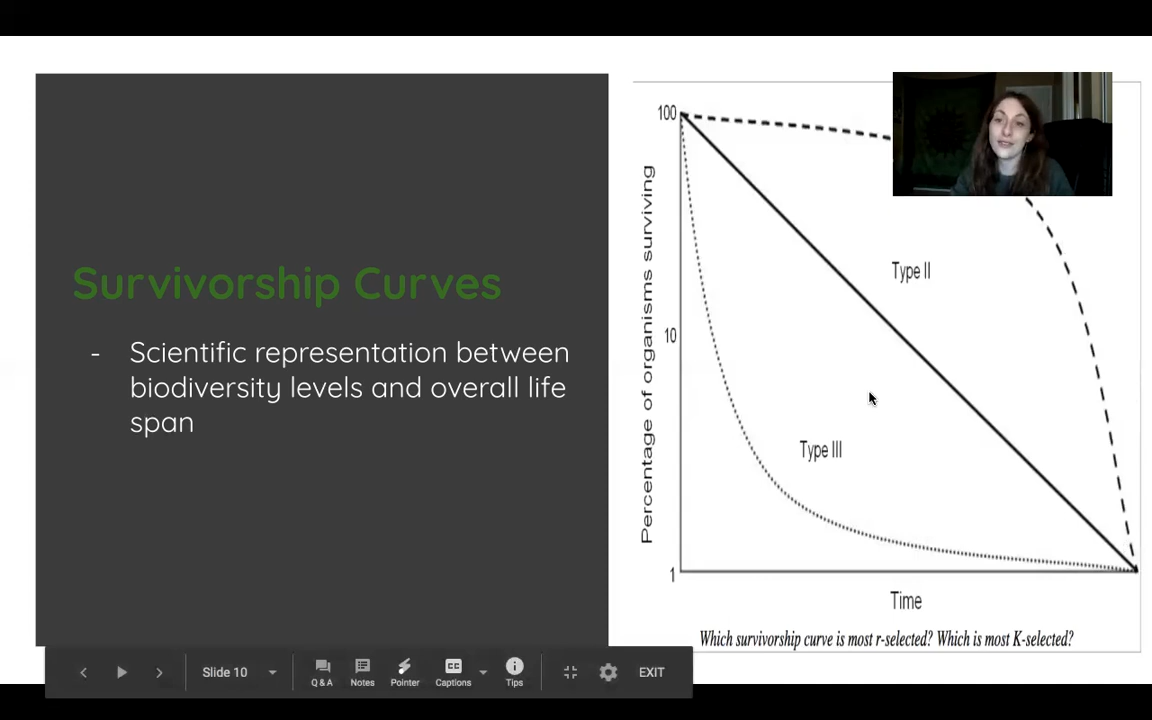 Survivorship Curves
- Scientific representation between
biodiversity levels and overall life
span
100
10
1
Percentage of organisms surviving
Type II
Type III
Time
Which survivorship curve is most r-selected? Which is most K-selected?
Slide 10
Q & A
Notes
Pointer
CC
Captions
Tips
EXIT